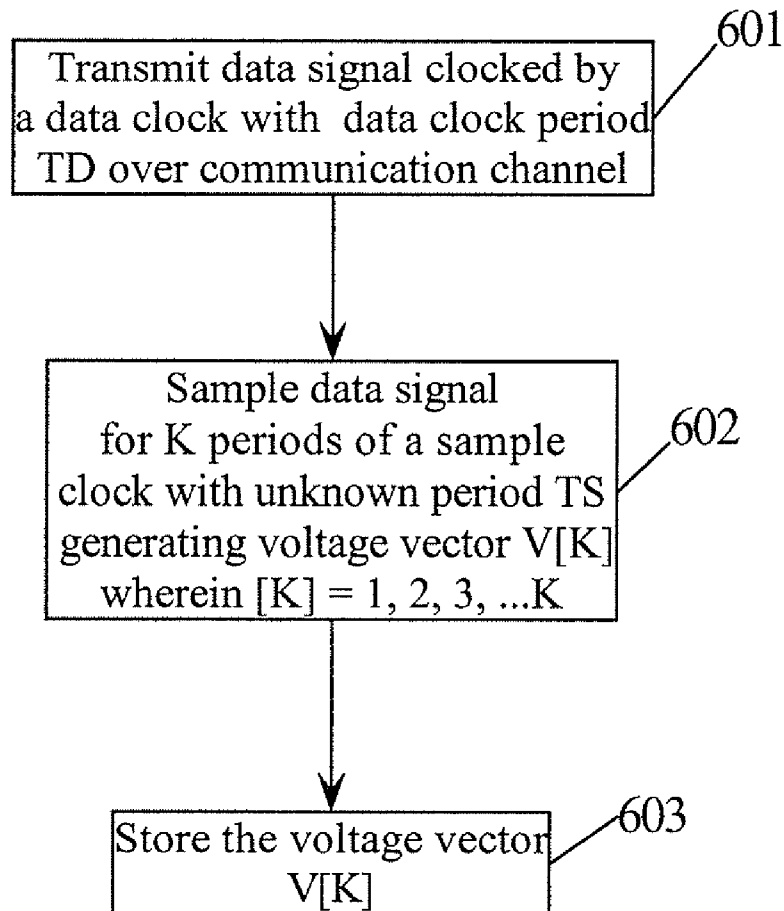 601
Transmit data signal clocked by
a data clock with data clock period
TD over communication channel
Sample data signal
for K periods of a sample
clock with unknown period TS
generating voltage vector V[K]
wherein [K] = 1, 2, 3, ...K
602
Store the voltage vector
V[K]
603